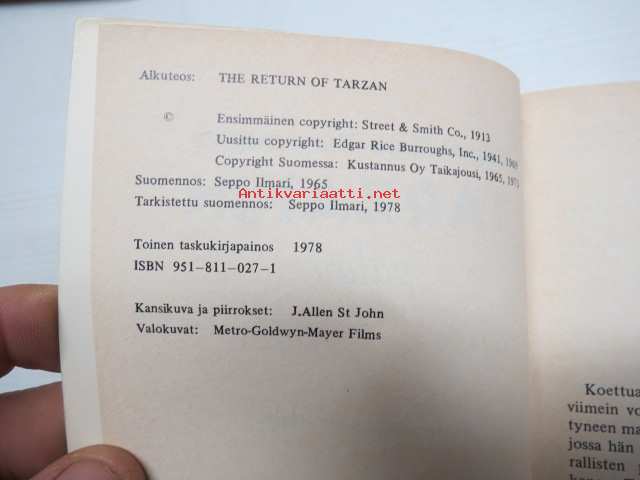 Alkuteos: THE RETURN OF TARZAN
© Ensimmäinen copyright: Street & Smith Co., 1913
Uusittu copyright: Edgar Rice Burroughs, Inc., 1941,
Copyright Suomessa: Kustannus Oy Taikajousi, 1965,
Suomennos: Seppo Ilmari, 1965
Antikvariaatti.net
Tarkistettu suomennos: Seppo Ilmari, 1978
Toinen taskukirjapainos 1978
ISBN 951-811-027-1
Kansikuva ja piirrokset: J.Allen St John
Valokuvat: Metro-Goldwyn-Mayer Films
Koettua
viimein vo
tyneen ma
jossa hän
rallisten